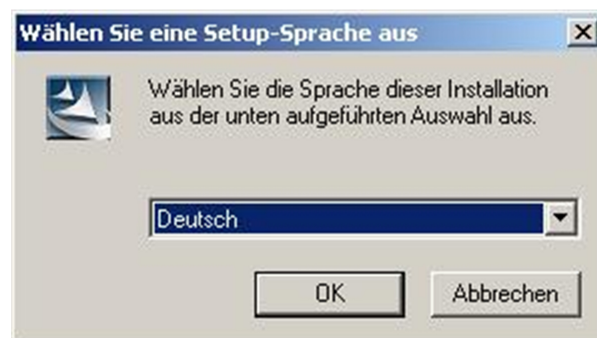 Wählen Sie eine Setup-Sprache aus
Wählen Sie die Sprache dieser Installation
aus der unten aufgeführten Auswahl aus.
Deutsch
OK
Abbrechen